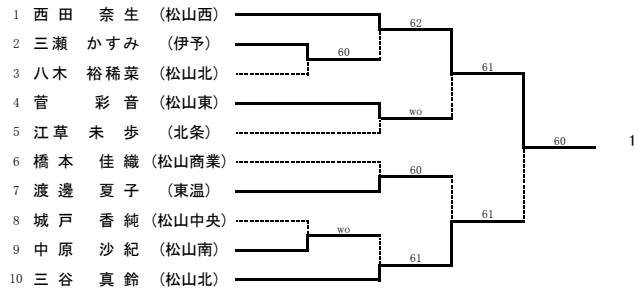 1 西田 奈生 (松山西)
62
2 三瀬 かすみ (伊予)
60
61
3 八木 裕稀菜 (松山北)
4 菅 彩音 (松山東)
wo
5 江草 未歩 (北条)
60
1
6 橋本 佳織 (松山商業)
60
7 渡邊 夏子 (東温)
61
8 城戸 香純 (松山中央)
wo
9 中原 沙紀 (松山南)
61
10 三谷 真鈴 (松山北)